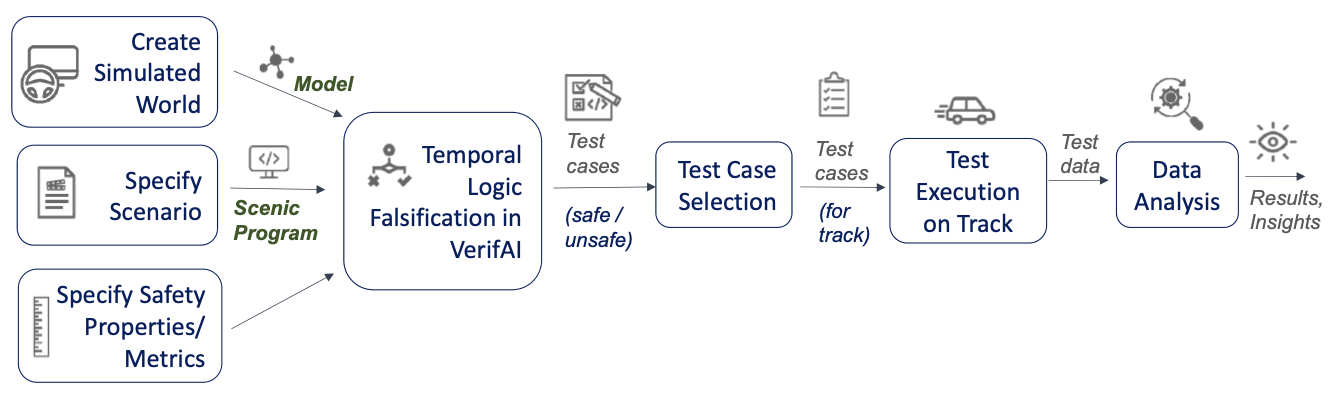 Create
Simulated
World
Model
Specify
Scenario
</>
Scenic
Program
Specify Safety
Properties/
Metrics
Temporal
Logic
Falsification in
VerifAI
</>
Test
cases
(safe /
unsafe)
Test Case
Selection
Test
cases
(for
track)
Test
Execution
on Track
Test
data
Data
Analysis
Results,
Insights